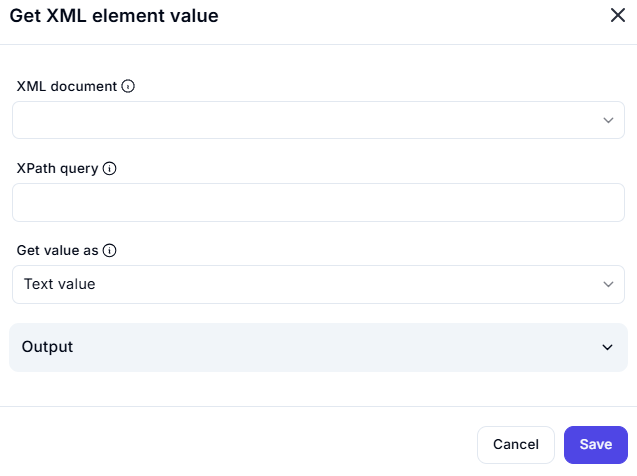 Get XML element value
XML document
XPath query
Get value as
Text value
Output
Cancel Save